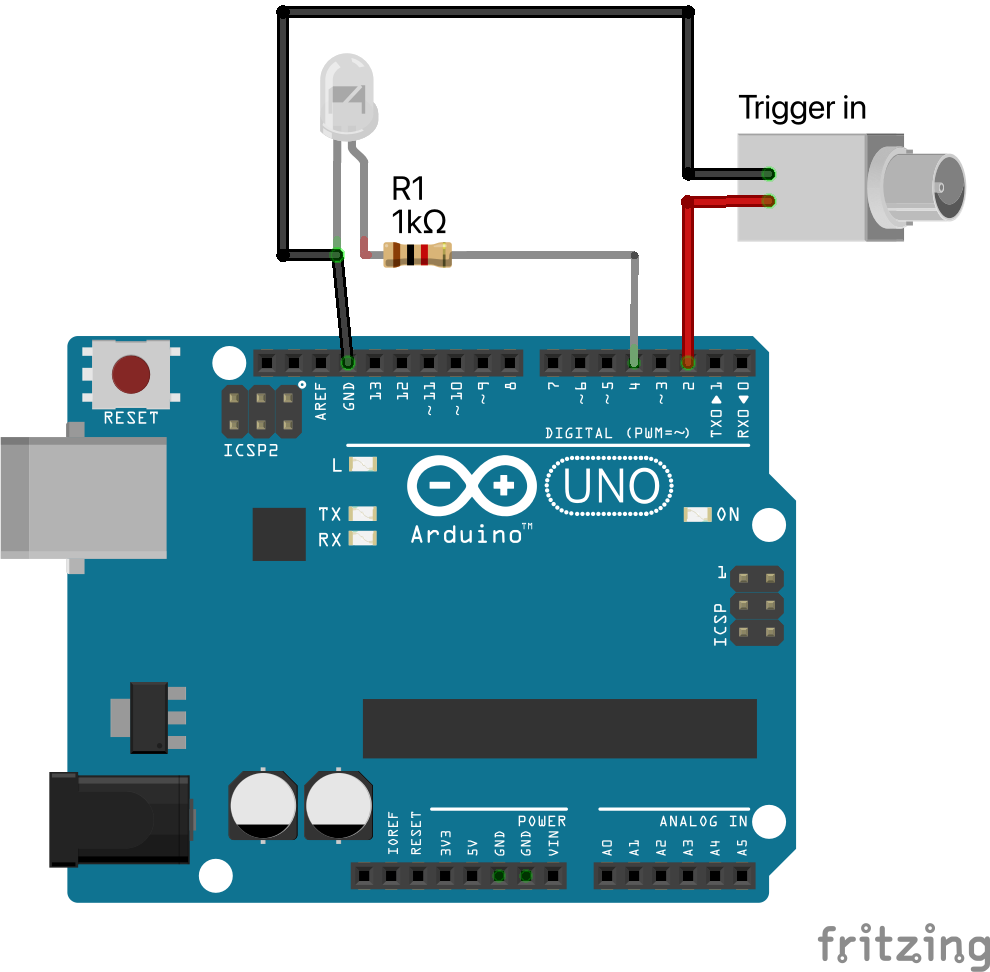 Trigger in
R1
1kΩ
RESET
ICSP2
AREF
GND
13
12
~11
~10
~9
8
7
~6
~5
4
~3
2
TX0▶1
RX0◀0
DIGITAL (PWM=~)
L
TX
RX
UNO
Arduino™
ON
1
ICSP
IOREF
RESET
3V3
5V
GND
GND
VIN
POWER
ANALOG IN
A0
A1
A2
A3
A4
A5
fritzing